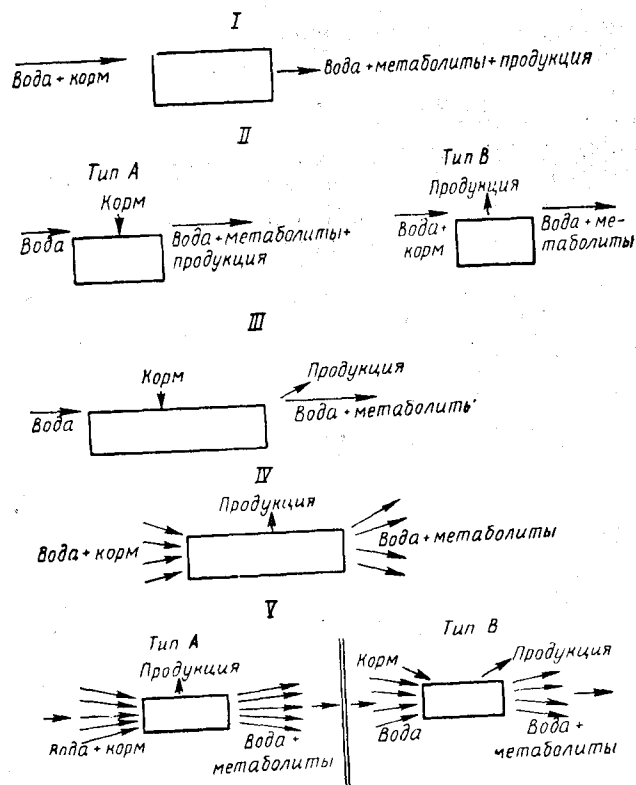 I
Вода + корм
Вода + метаболиты + продукция
II
Тип А
Корм
Вода
Вода + метаболиты +
продукция
Тип В
Продукция
Вода +
корм
Вода + ме-
таболиты
III
Корм
Продукция
Вода
Вода + метаболиты
IV
Продукция
Вода + корм
Вода + метаболиты
V
Тип А
Продукция
Вода + корм
Вода +
метаболиты
Тип В
Корм
Продукция
Вода
Вода +
метаболиты